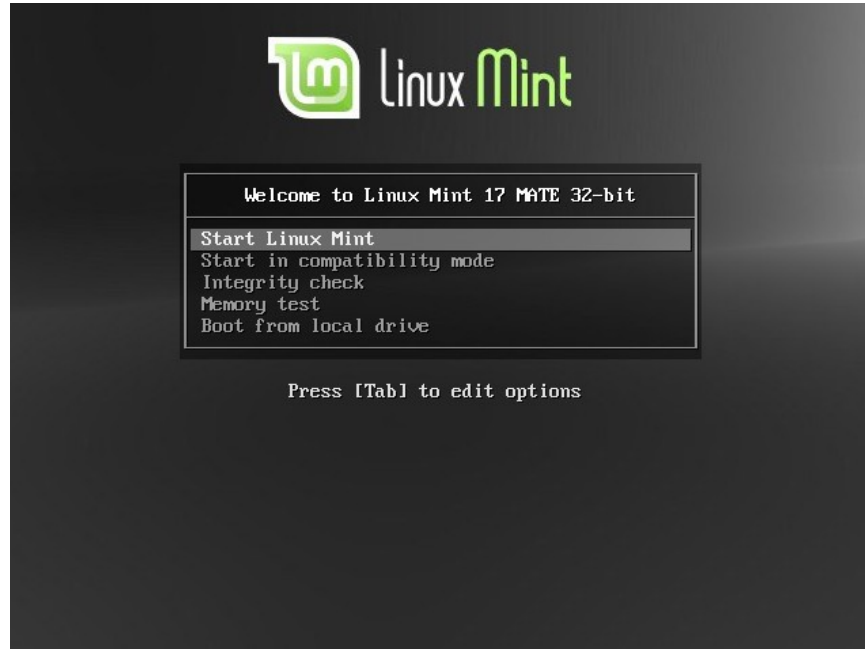 Linux Mint
Welcome to Linux Mint 17 MATE 32-bit
Start Linux Mint
Start in compatibility mode
Integrity check
Memory test
Boot from local drive
Press [Tab] to edit options